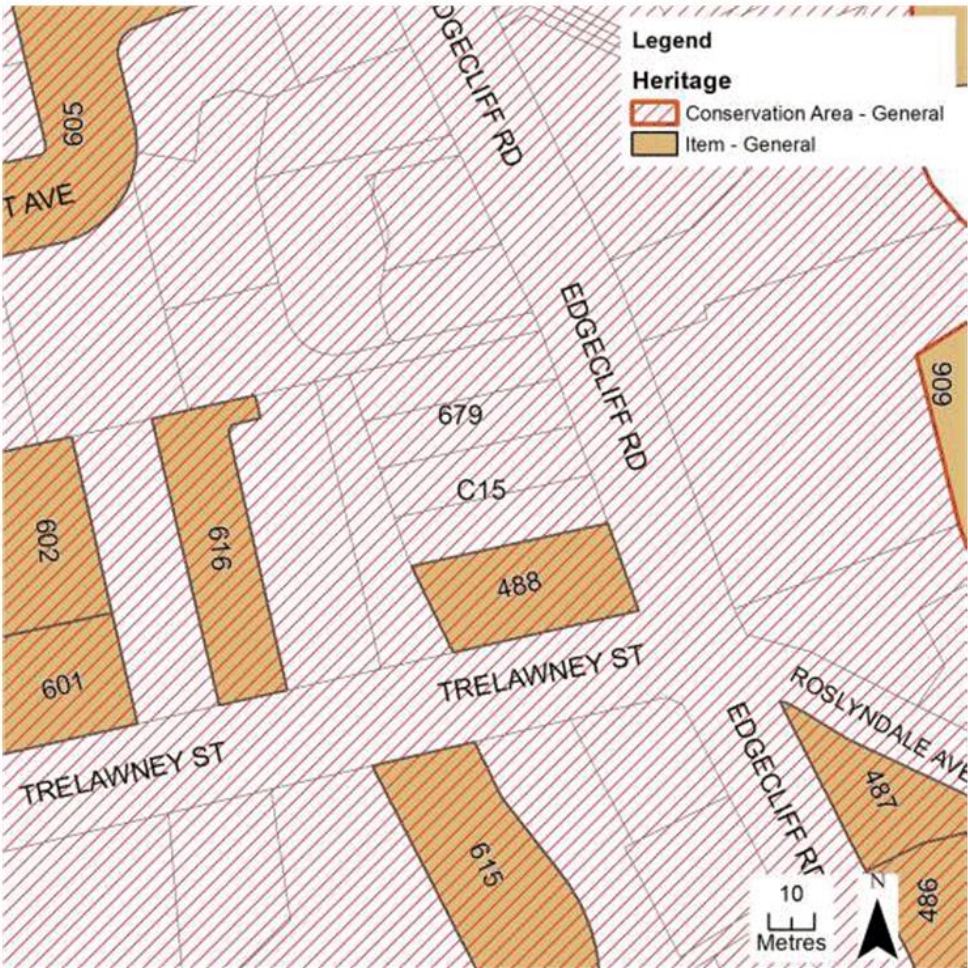 EDGECLIFF RD
Legend
Heritage
Conservation Area - General
Item - General
605
T AVE
EDGECLIFF RD
606
679
C15
602
616
488
601
TRELAWNEY ST
ROSLYNDALE AVE
EDGECLIFF RD
TRELAWNEY ST
487
615
486
10
Metres
N